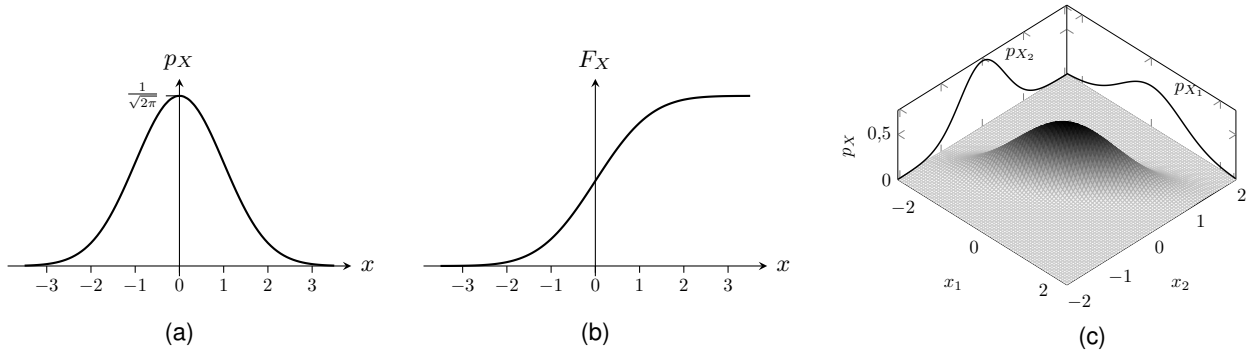 p_X
1/√2π
−3 −2 −1 0 1 2 3 x
(a)
F_X
−3 −2 −1 0 1 2 3 x
(b)
p_{X_2}
p_{X_1}
0,5
p_X
0
−2 2
1
0 0
−1
x_1 2 −2 x_2
(c)